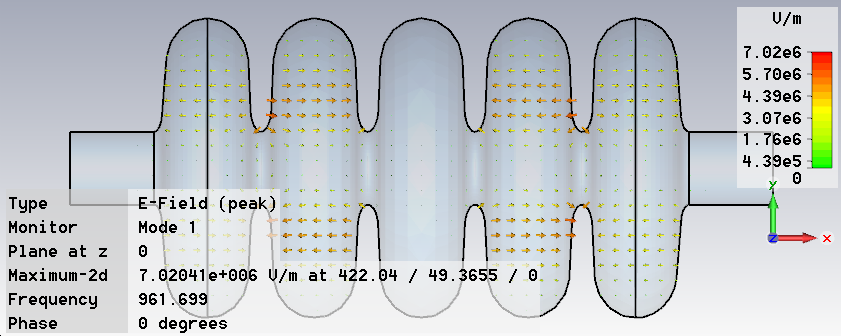 V/m
7.02e6
5.70e6
4.39e6
3.07e6
1.76e6
4.39e5
0
Y
Z
X
Type E-Field (peak)
Monitor Mode 1
Plane at z 0
Maximum-2d 7.02041e+006 V/m at 422.04 / 49.3655 / 0
Frequency 961.699
Phase 0 degrees